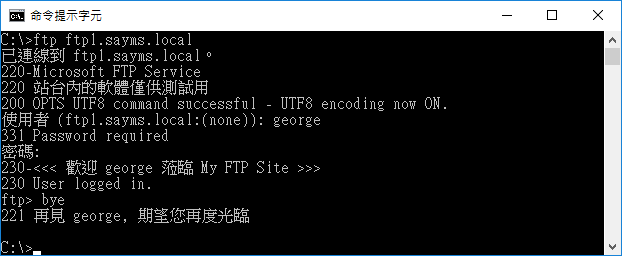 命令提示字元
C:\>ftp ftp1.sayms.local
已連線到 ftp1.sayms.local。
220-Microsoft FTP Service
220 站台內的軟體僅供測試用
200 OPTS UTF8 command successful - UTF8 encoding now ON.
使用者 (ftp1.sayms.local:(none)): george
331 Password required
密碼:
230-<<< 歡迎 george 蒞臨 My FTP Site >>>
230 User logged in.
ftp> bye
221 再見 george, 期望您再度光臨
C:\>